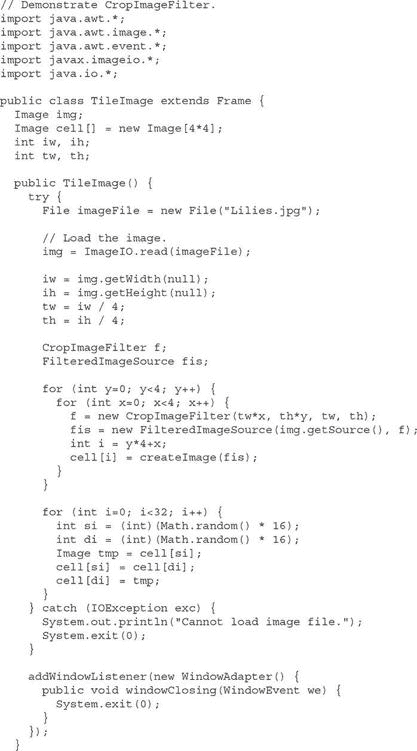 // Demonstrate CropImageFilter.
import java.awt.*;
import java.awt.image.*;
import java.awt.event.*;
import javax.imageio.*;
import java.io.*;

public class TileImage extends Frame {
  Image img;
  Image cell[] = new Image[4*4];
  int iw, ih;
  int tw, th;

  public TileImage() {
    try {
      File imageFile = new File("Lilies.jpg");

      // Load the image.
      img = ImageIO.read(imageFile);

      iw = img.getWidth(null);
      ih = img.getHeight(null);
      tw = iw / 4;
      th = ih / 4;

      CropImageFilter f;
      FilteredImageSource fis;

      for (int y=0; y<4; y++) {
        for (int x=0; x<4; x++) {
          f = new CropImageFilter(tw*x, th*y, tw, th);
          fis = new FilteredImageSource(img.getSource(), f);
          int i = y*4+x;
          cell[i] = createImage(fis);
        }
      }

      for (int i=0; i<32; i++) {
        int si = (int)(Math.random() * 16);
        int di = (int)(Math.random() * 16);
        Image tmp = cell[si];
        cell[si] = cell[di];
        cell[di] = tmp;
      }
    } catch (IOException exc) {
      System.out.println("Cannot load image file.");
      System.exit(0);
    }

    addWindowListener(new WindowAdapter() {
      public void windowClosing(WindowEvent we) {
        System.exit(0);
      }
    });
  }